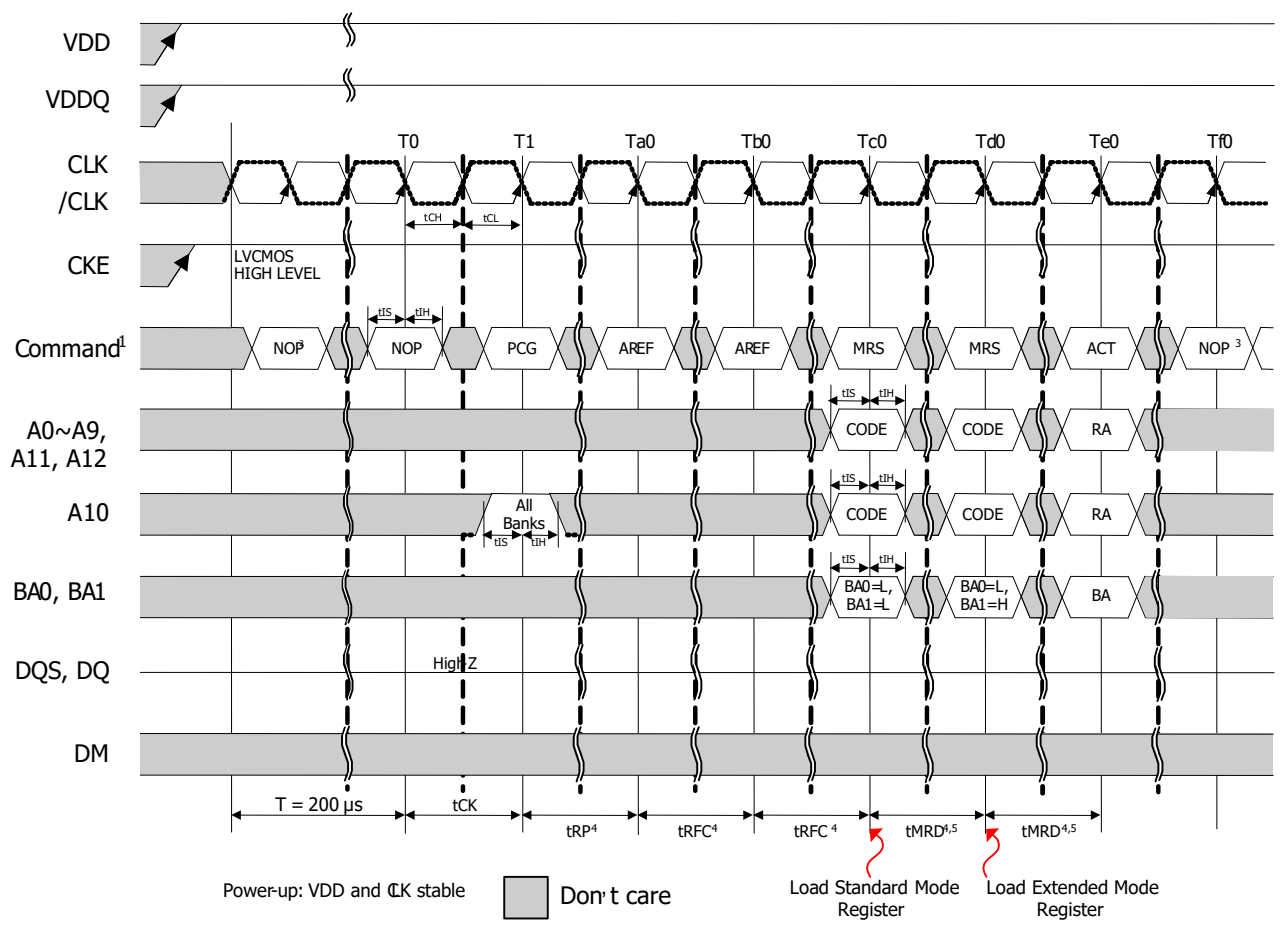 VDD
VDDQ
T0 T1 Ta0 Tb0 Tc0 Td0 Te0 Tf0
CLK
/CLK
tCH tCL
CKE
LVCMOS
HIGH LEVEL
tIS tIH
Command1 NOP3 NOP PCG AREF AREF MRS MRS ACT NOP 3
tIS tIH
A0~A9,
A11, A12
CODE CODE RA
tIS tIH
A10
All
Banks
CODE CODE RA
tIS tIH
tIS tIH
BA0, BA1
BA0=L,
BA1=L
BA0=L,
BA1=H
BA
DQS, DQ
High-Z
DM
T = 200 µs tCK
tRP4 tRFC4 tRFC 4 tMRD4,5 tMRD4,5
Power-up: VDD and CLK stable
Don't care
Load Standard Mode
Register
Load Extended Mode
Register